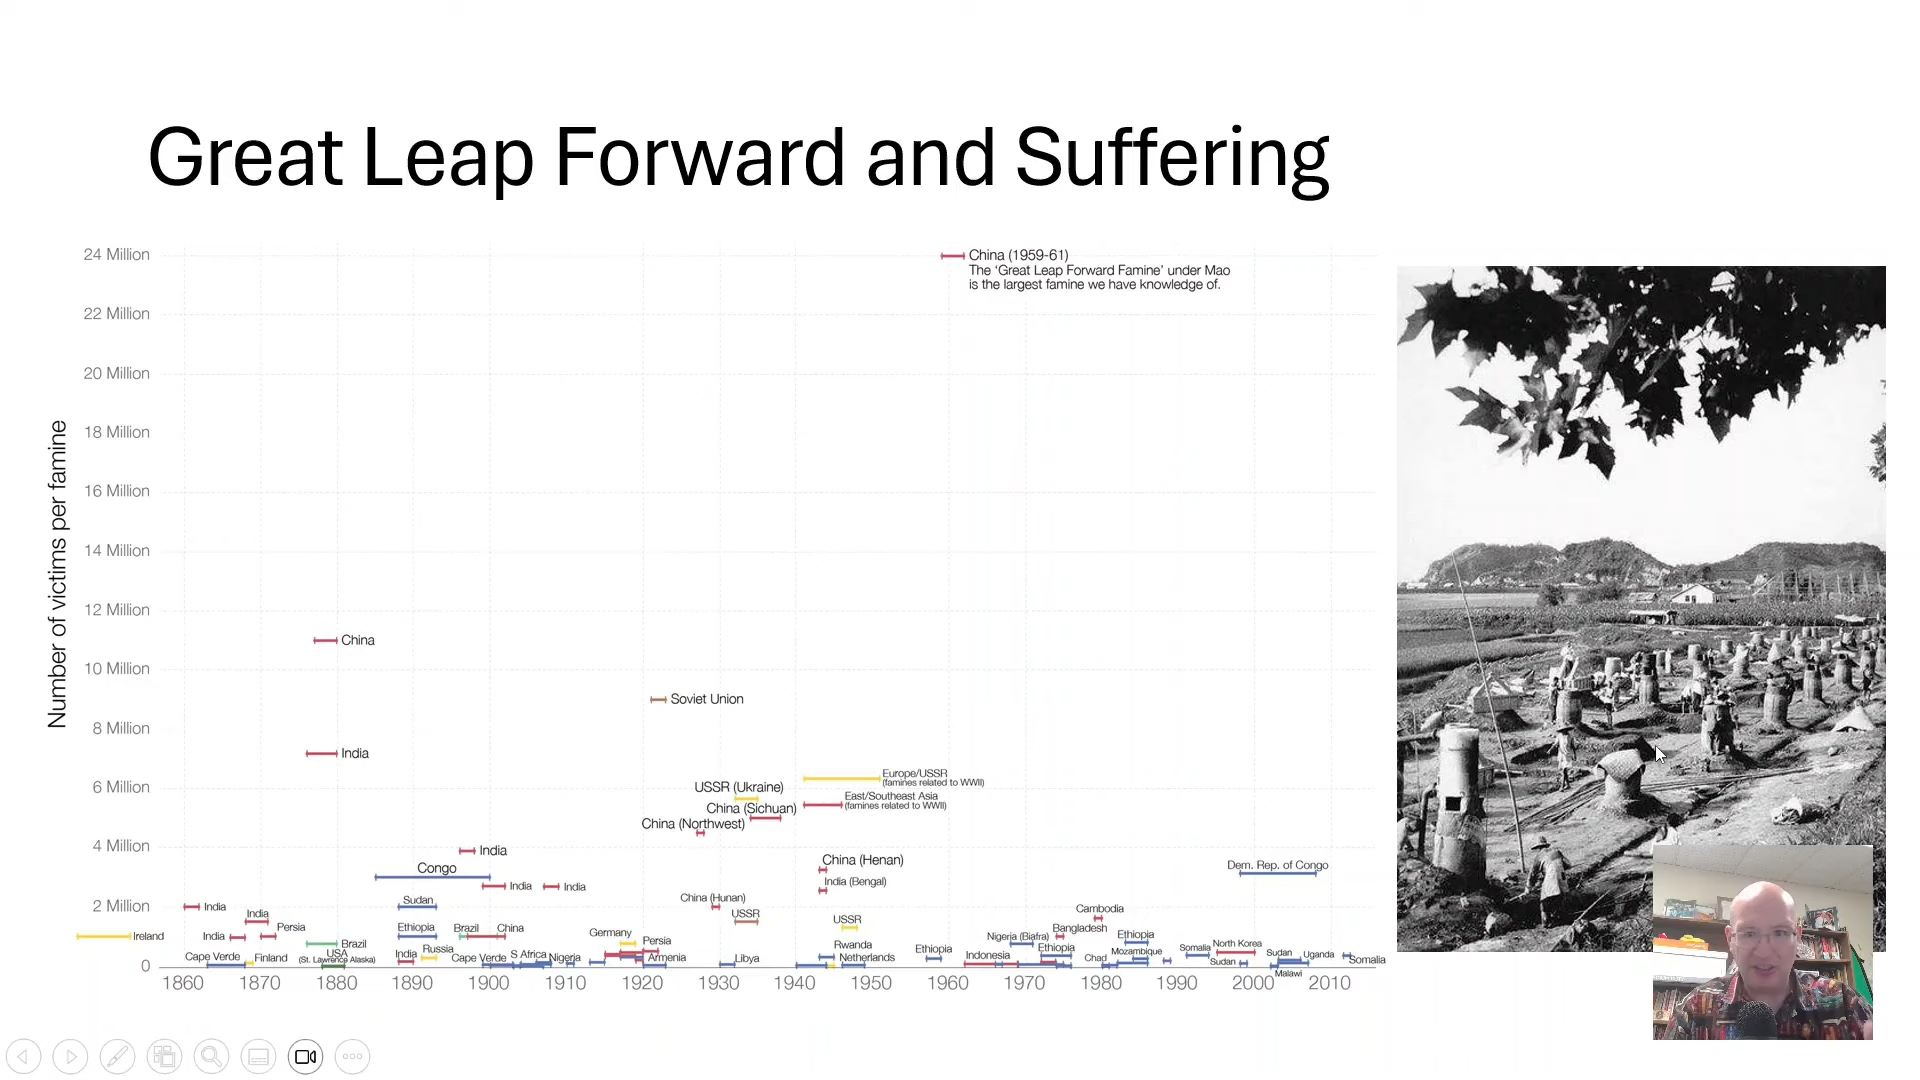 Great Leap Forward and Suffering
Number of victims per famine
24 Million
22 Million
20 Million
18 Million
16 Million
14 Million
12 Million
10 Million
8 Million
6 Million
4 Million
2 Million
0
China (1959-61)
The ‘Great Leap Forward Famine’ under Mao
is the largest famine we have knowledge of.
China
Soviet Union
India
Europe/USSR
(famines related to WWII)
USSR (Ukraine)
East/Southeast Asia
(famines related to WWII)
China (Sichuan)
China (Northwest)
India
Congo
China (Henan)
Dem. Rep. of Congo
India
India
India (Bengal)
Sudan
China (Hunan)
India
India
Cambodia
USSR
USSR
Ethiopia
Brazil
China
Persia
Bangladesh
Ireland
India
Germany
Nigeria (Biafra)
Ethiopia
Brazil
Persia
Rwanda
North Korea
Russia
Ethiopia
Ethiopia
Mozambique
Somalia
USA
(St. Lawrence Alaska)
India
S Africa
Indonesia
Sudan
Uganda
Cape Verde
Finland
Cape Verde
Nigeria
Armenia
Libya
Netherlands
Chad
Sudan
Somalia
Malawi
1860
1870
1880
1890
1900
1910
1920
1930
1940
1950
1960
1970
1980
1990
2000
2010